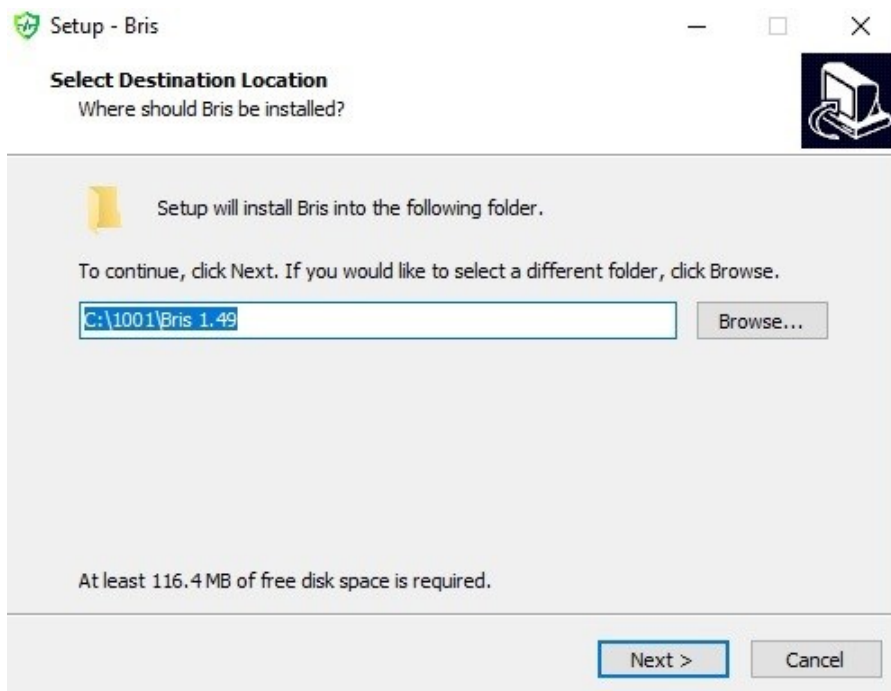 Setup - Bris
Select Destination Location
Where should Bris be installed?
Setup will install Bris into the following folder.
To continue, click Next. If you would like to select a different folder, click Browse.
C:\1001\Bris 1.49
Browse...
At least 116.4 MB of free disk space is required.
Next >
Cancel